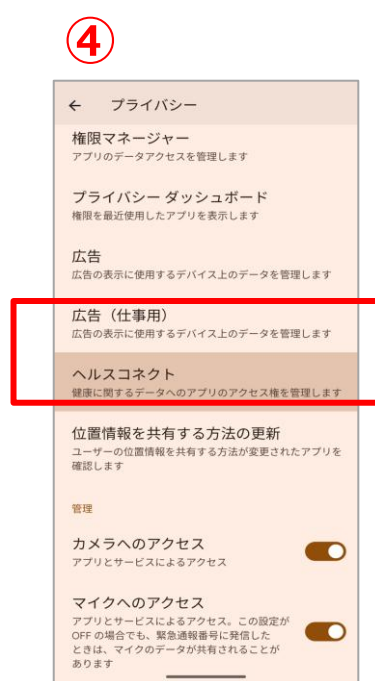 ④
← プライバシー
権限マネージャー
アプリのデータアクセスを管理します
プライバシー ダッシュボード
権限を最近使用したアプリを表示します
広告
広告の表示に使用するデバイス上のデータを管理します
広告（仕事用）
広告の表示に使用するデバイス上のデータを管理します
ヘルスコネクト
健康に関するデータへのアプリのアクセス権を管理します
位置情報を共有する方法の更新
ユーザーの位置情報を共有する方法が変更されたアプリを
確認します
管理
カメラへのアクセス
アプリとサービスによるアクセス
マイクへのアクセス
アプリとサービスによるアクセス。この設定が
OFF の場合でも、緊急通報番号に発信した
ときは、マイクのデータが共有されることが
あります